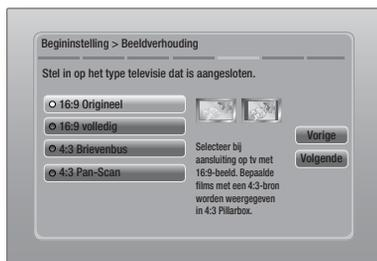 Begininstelling > Beeldverhouding
Stel in op het type televisie dat is aangesloten.
16:9 Origineel
16:9 volledig
4:3 Brievenbus
4:3 Pan-Scan
Selecteer bij
aansluiting op tv met
16:9-beeld. Bepaalde
films met een 4:3-bron
worden weergegeven
in 4:3 Pillarbox.
Vorige
Volgende